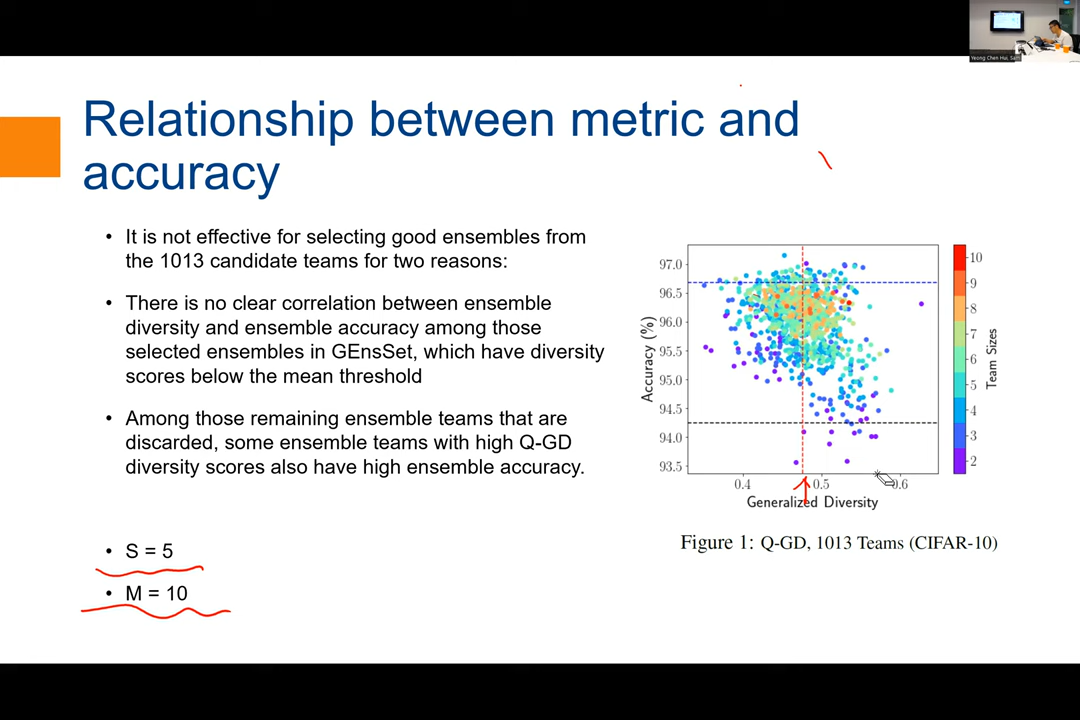 Yeong Chen Hui, Sam
Relationship between metric and
accuracy
• It is not effective for selecting good ensembles from
the 1013 candidate teams for two reasons:
• There is no clear correlation between ensemble
diversity and ensemble accuracy among those
selected ensembles in GEnsSet, which have diversity
scores below the mean threshold
• Among those remaining ensemble teams that are
discarded, some ensemble teams with high Q-GD
diversity scores also have high ensemble accuracy.
• S = 5
• M = 10
97.0
96.5
96.0
95.5
95.0
94.5
94.0
93.5
Accuracy (%)
0.4
0.5
0.6
Generalized Diversity
10
9
8
7
6
5
4
3
2
Team Sizes
Figure 1: Q-GD, 1013 Teams (CIFAR-10)